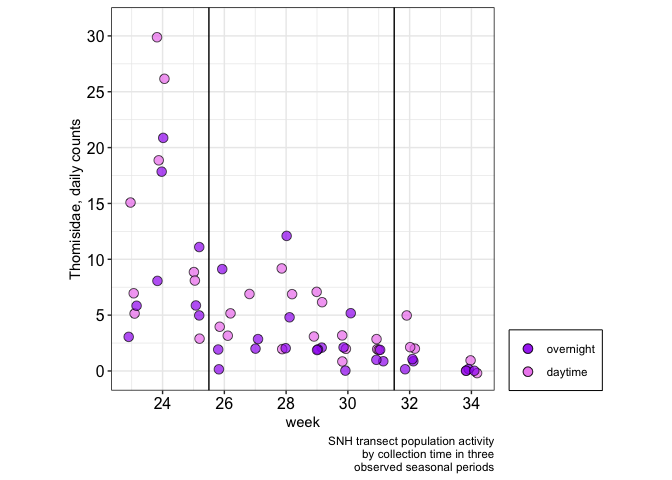 Thomisidae, daily counts
30
25
20
15
10
5
0
24 26 28 30 32 34
week
overnight
daytime
SNH transect population activity
by collection time in three
observed seasonal periods